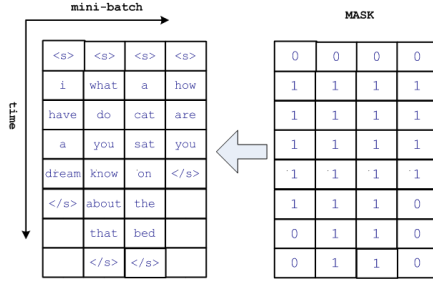 mini-batch
MASK
time
<s> <s> <s> <s> 0 0 0 0
i what a how 1 1 1 1
have do cat are 1 1 1 1
a you sat you 1 1 1 1
dream know on </s> 1 1 1 1
</s> about the 1 1 1 0
that bed 0 1 1 0
</s> </s> 0 1 1 0